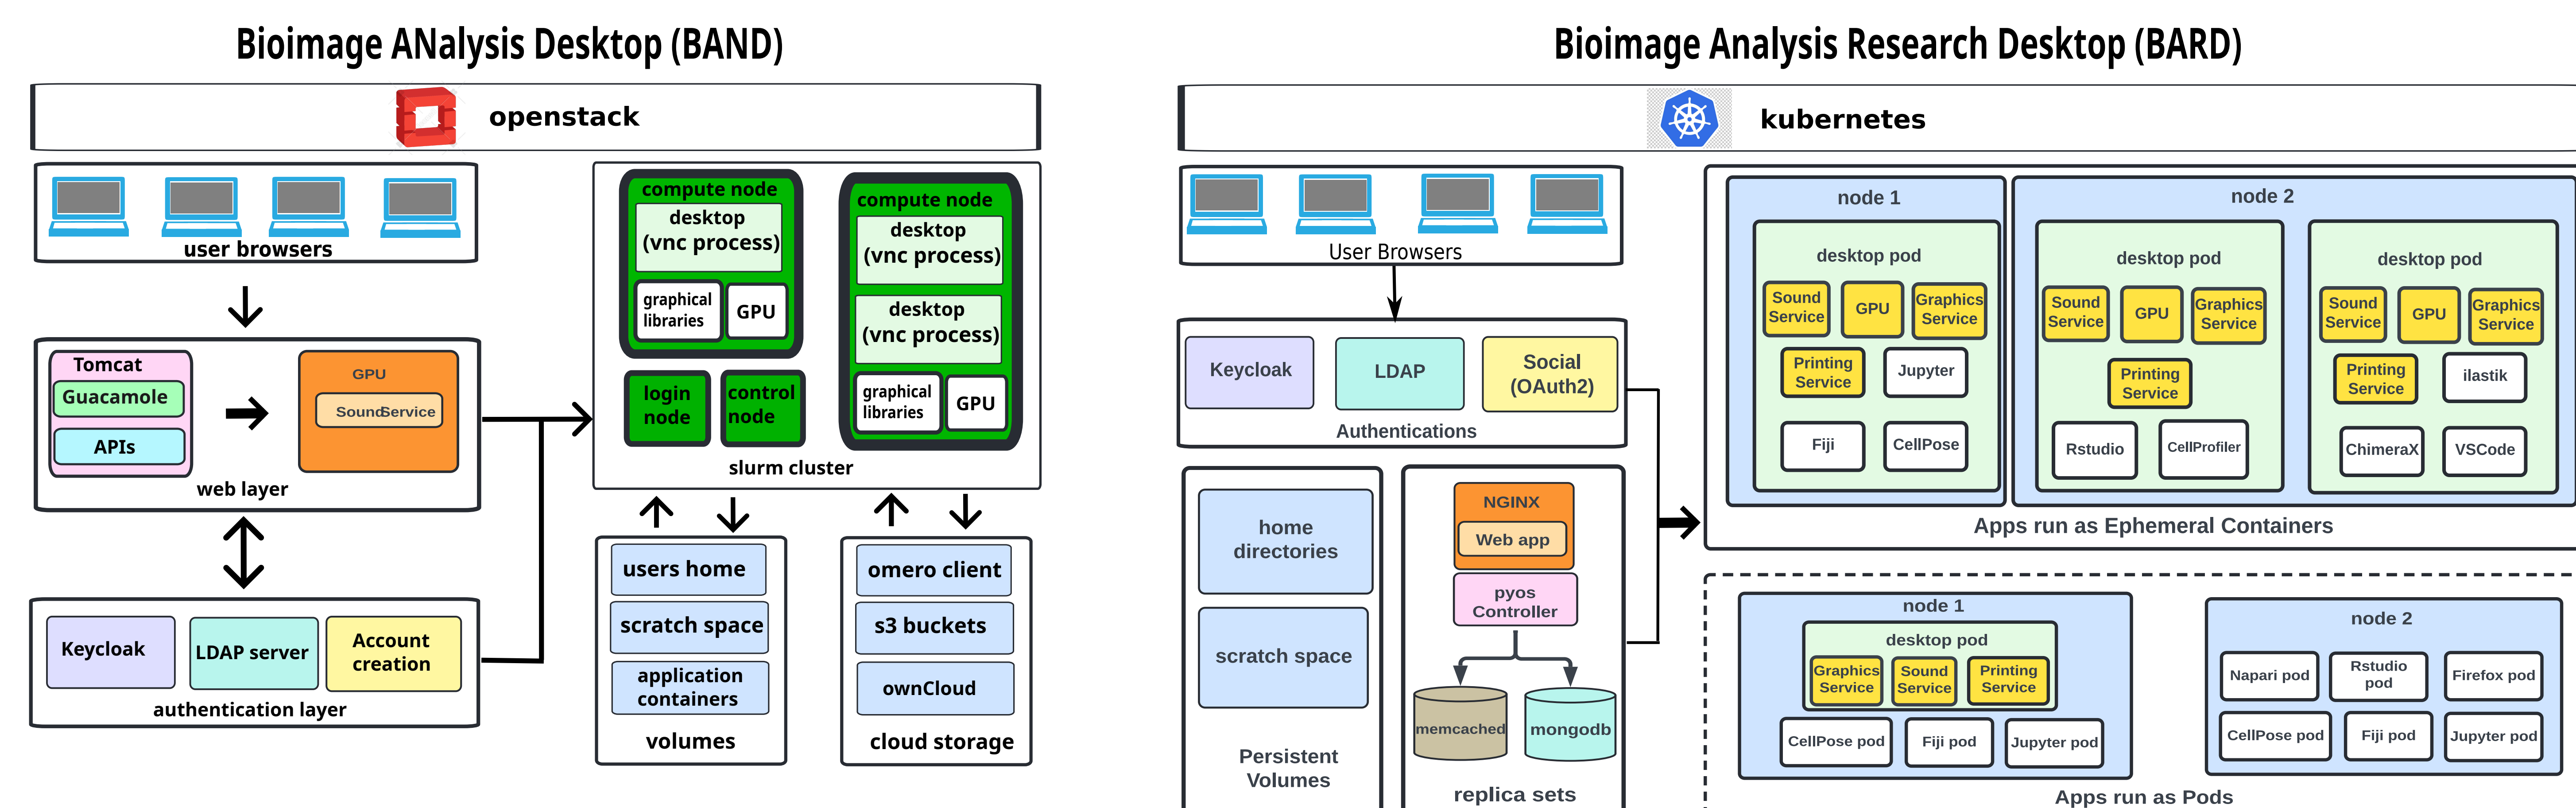 Bioimage ANalysis Desktop (BAND)
openstack
user browsers
Tomcat
Guacamole
APIs
GPU
Sound Service
web layer
Keycloak
LDAP server
Account
creation
authentication layer
compute node
desktop
(vnc process)
graphical
libraries
GPU
login
node
control
node
compute node
desktop
(vnc process)
desktop
(vnc process)
graphical
libraries
GPU
slurm cluster
users home
scratch space
application
containers
volumes
omero client
s3 buckets
ownCloud
cloud storage
Bioimage Analysis Research Desktop (BARD)
kubernetes
User Browsers
Keycloak
LDAP
Social
(OAuth2)
Authentications
home
directories
scratch space
Persistent
Volumes
NGINX
Web app
pyos
Controller
memcached
mongodb
replica sets
node 1
desktop pod
Sound
Service
GPU
Graphics
Service
Printing
Service
Jupyter
Fiji
CellPose
node 2
desktop pod
Sound
Service
GPU
Graphics
Service
Printing
Service
Rstudio
CellProfiler
desktop pod
Sound
Service
GPU
Graphics
Service
Printing
Service
ilastik
ChimeraX
VSCode
Apps run as Ephemeral Containers
node 1
desktop pod
Graphics
Service
Sound
Service
Printing
Service
CellPose pod
Fiji pod
Jupyter pod
node 2
Napari pod
Rstudio
pod
Firefox pod
CellPose pod
Fiji pod
Jupyter pod
Apps run as Pods